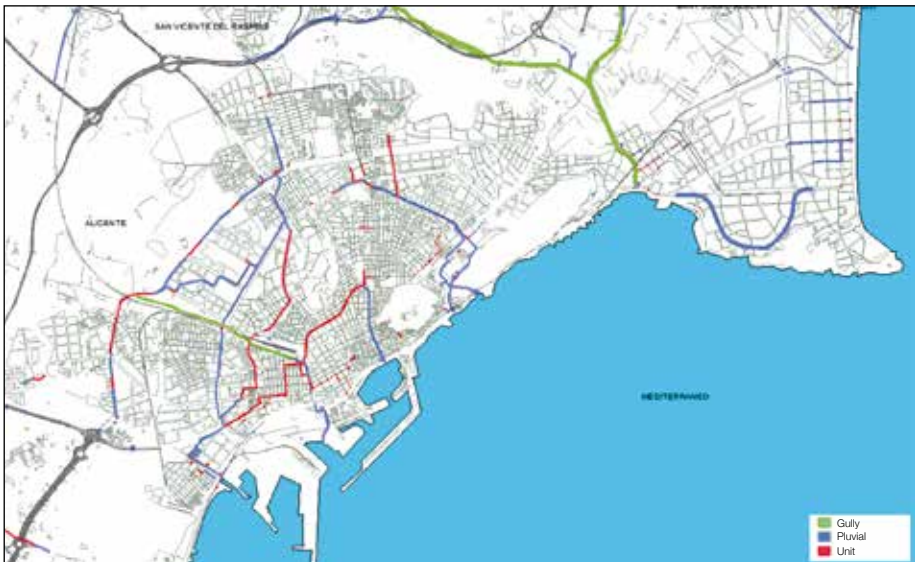 SAN VICENTE DEL RASPEIG
ALICANTE
MEDITERRANEO
Gully
Pluvial
Unit